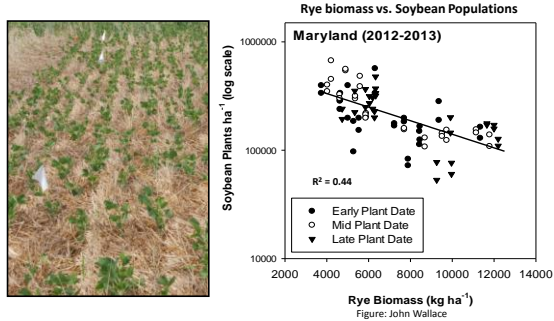 Rye biomass vs. Soybean Populations
Maryland (2012-2013)
Soybean Plants ha⁻¹ (log scale)
1000000
100000
10000
R² = 0.44
Early Plant Date
Mid Plant Date
Late Plant Date
2000 4000 6000 8000 10000 12000 14000
Rye Biomass (kg ha⁻¹)
Figure: John Wallace